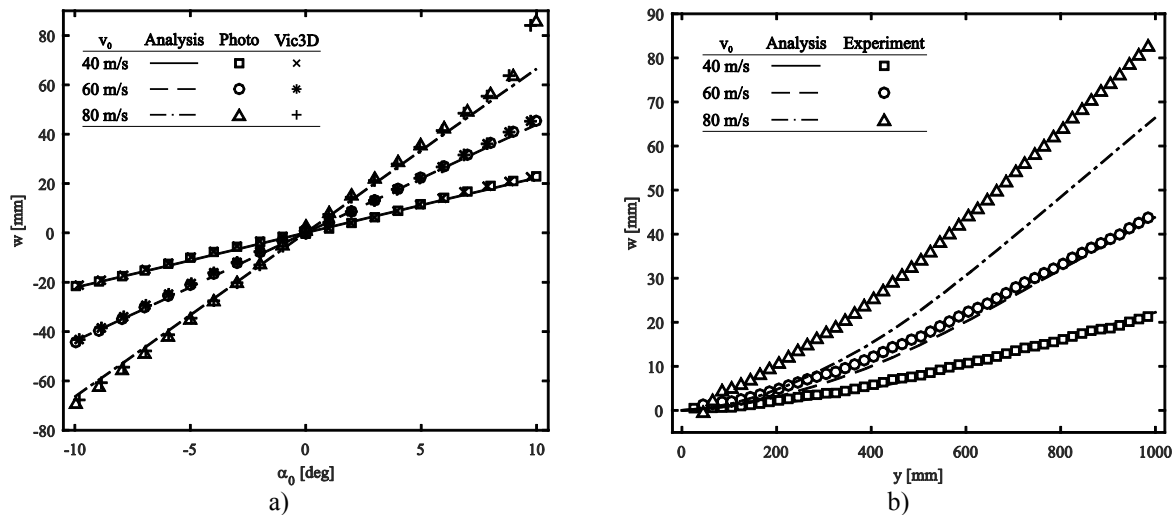 v₀ Analysis Photo Vic3D
40 m/s
60 m/s
80 m/s
80
60
40
20
0
-20
-40
-60
-80
w [mm]
-10 -5 0 5 10
α₀ [deg]
a)
v₀ Analysis Experiment
40 m/s
60 m/s
80 m/s
90
80
70
60
50
40
30
20
10
0
w [mm]
0 200 400 600 800 1000
y [mm]
b)